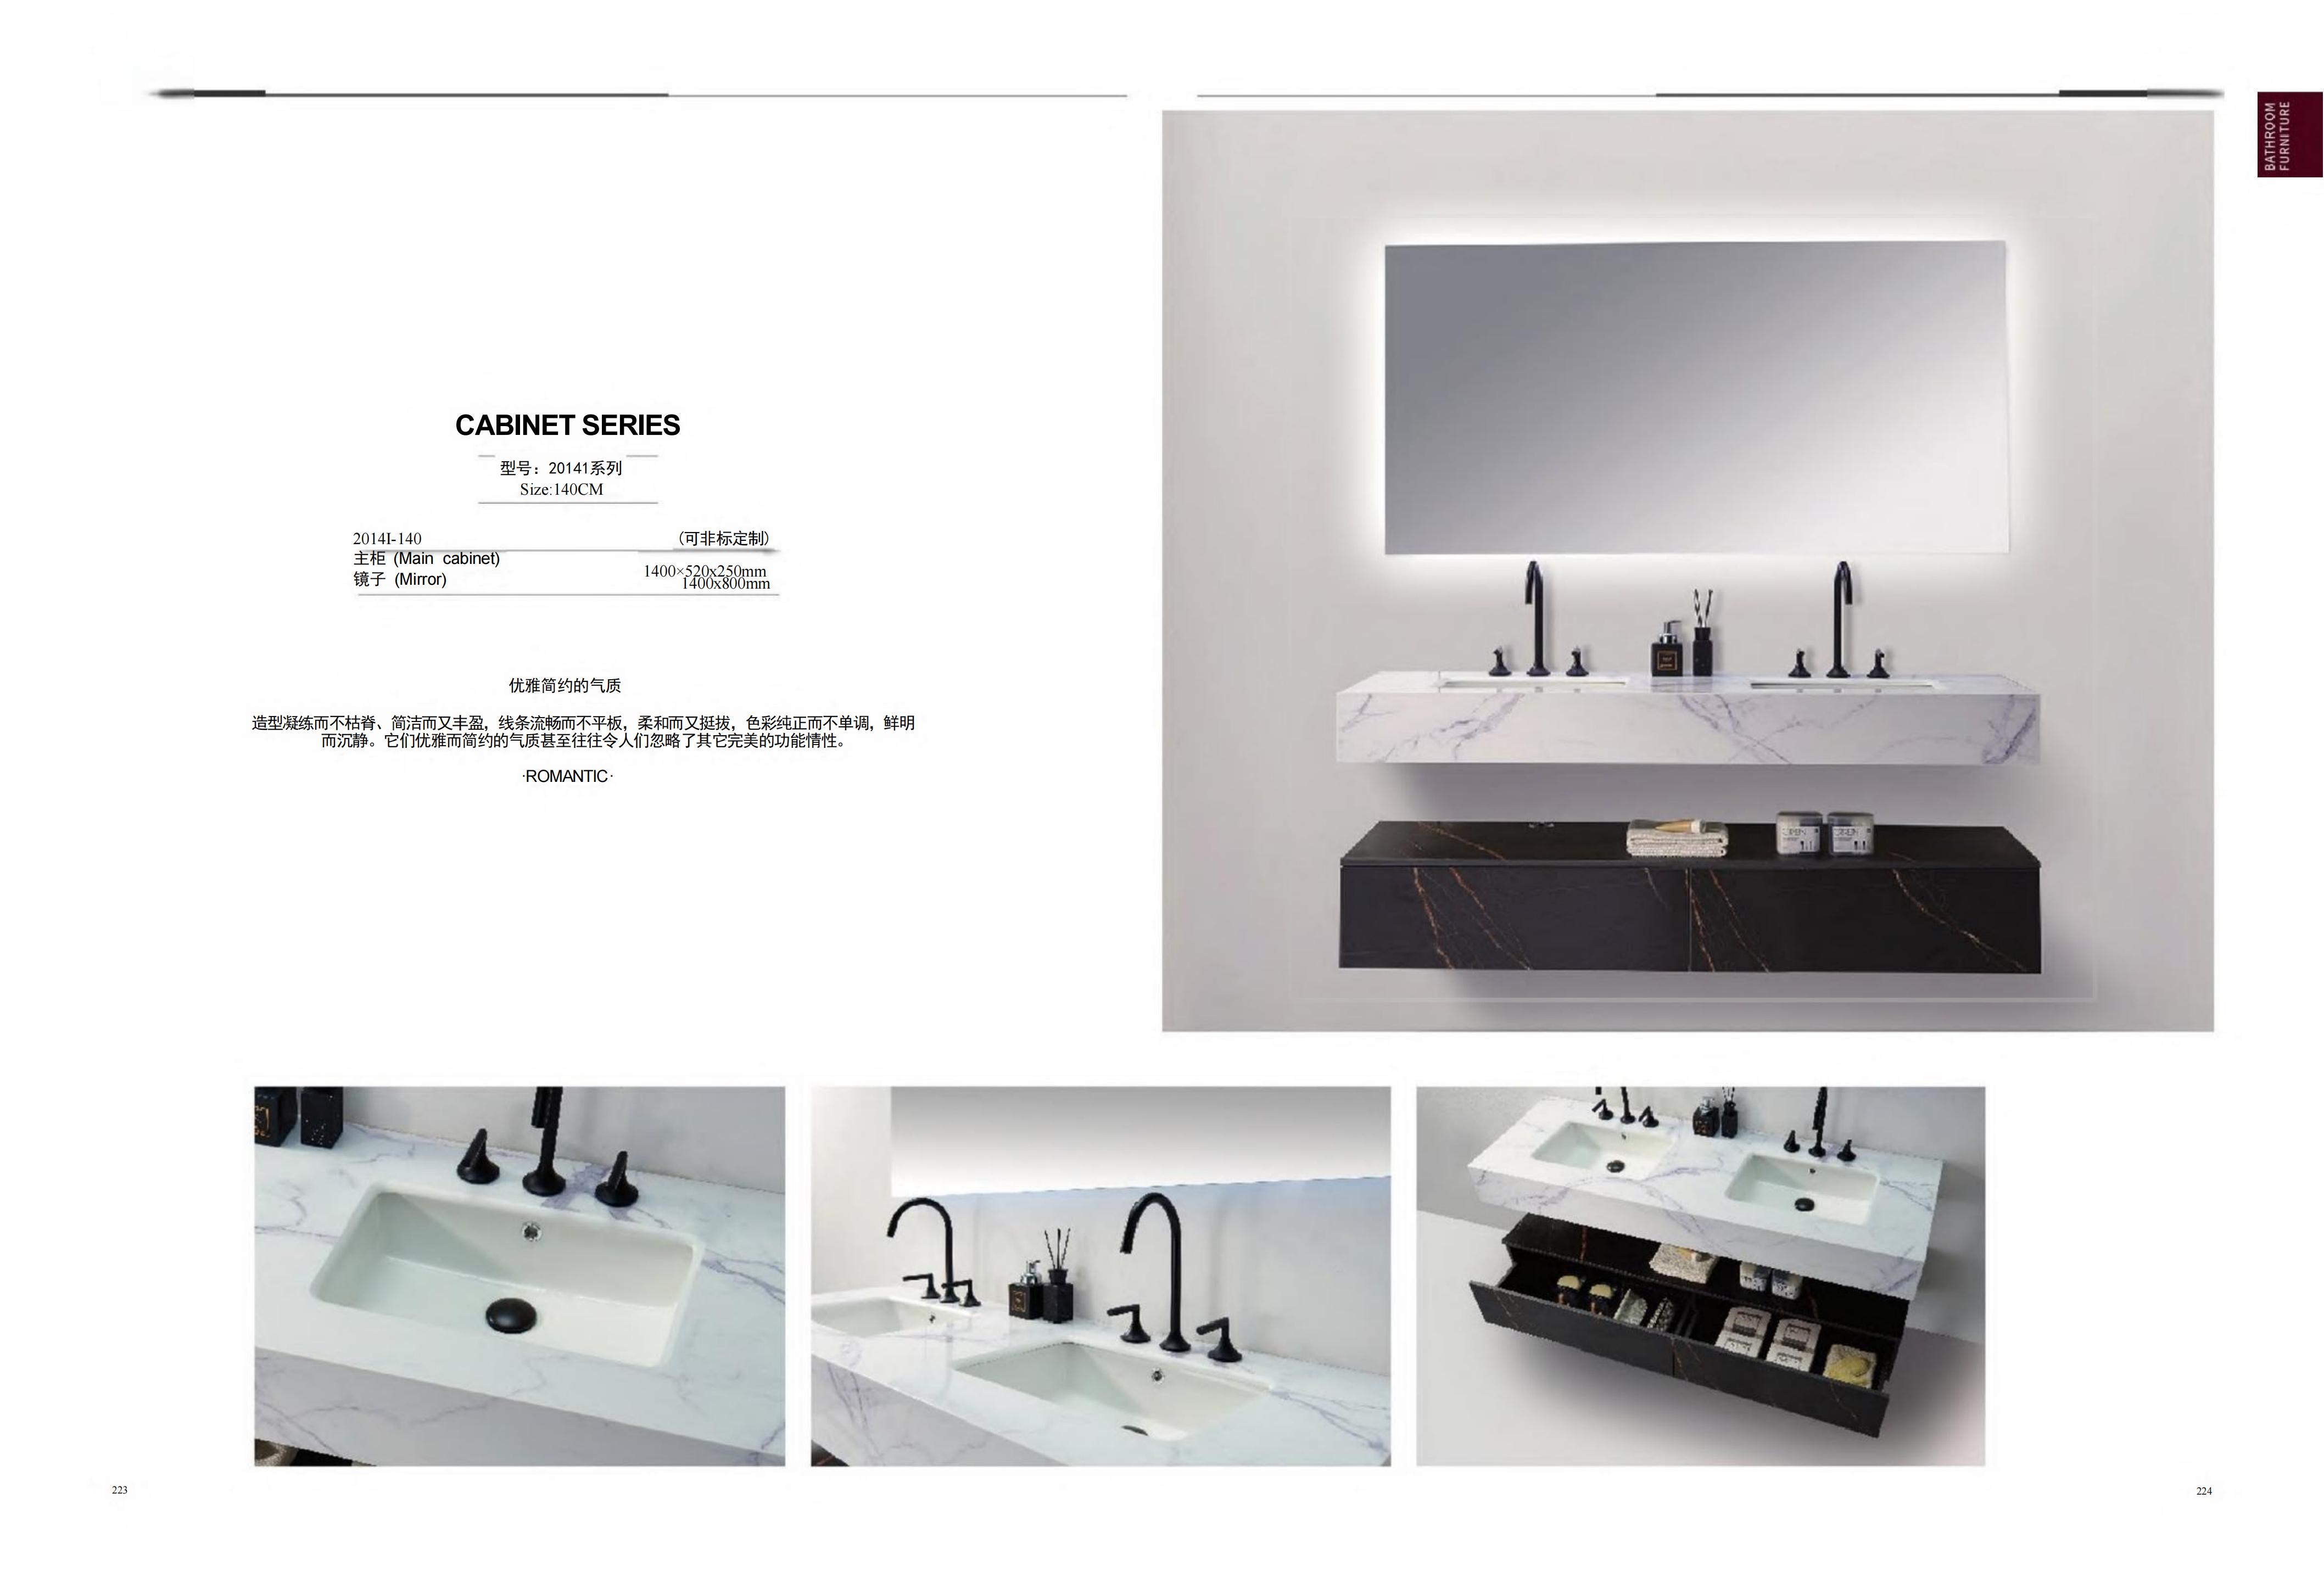 BATHROOM
FURNITURE
CABINET SERIES
型号：20141系列
Size:140CM
2014I-140
(可非标定制)
主柜 (Main cabinet)
1400×520x250mm
镜子 (Mirror)
1400x800mm
优雅简约的气质
造型凝练而不枯脊、简洁而又丰盈，线条流畅而不平板，柔和而又挺拔，色彩纯正而不单调，鲜明
而沉静。它们优雅而简约的气质甚至往往令人们忽略了其它完美的功能情性。
·ROMANTIC·
223
224